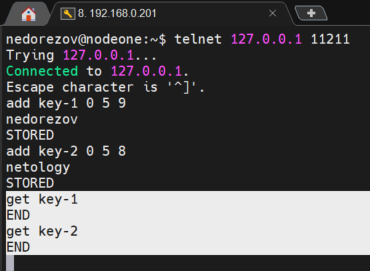 8. 192.168.0.201
nedorezov@nodeone:~$ telnet 127.0.0.1 11211
Trying 127.0.0.1...
Connected to 127.0.0.1.
Escape character is '^]'.
add key-1 0 5 9
nedorezov
STORED
add key-2 0 5 8
netology
STORED
get key-1
END
get key-2
END